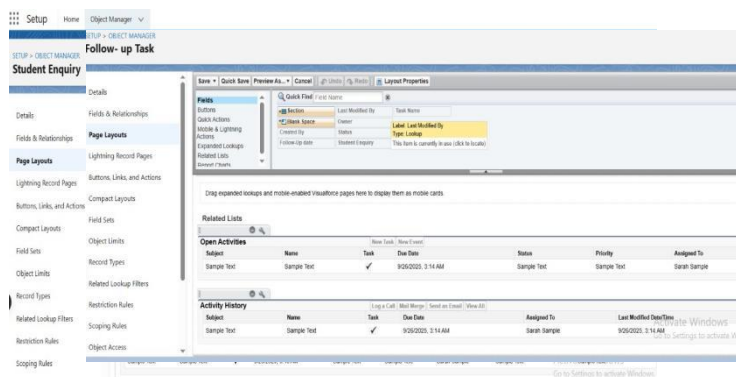 Setup Home Object Manager
SETUP > OBJECT MANAGER
Student Enquiry
Details
Fields & Relationships
Page Layouts
Lightning Record Pages
Buttons, Links, and Actions
Compact Layouts
Field Sets
Object Limits
Record Types
Related Lookup Filters
Restriction Rules
Scoping Rules
SETUP > OBJECT MANAGER
Follow- up Task
Details
Fields & Relationships
Page Layouts
Lightning Record Pages
Buttons, Links, and Actions
Compact Layouts
Field Sets
Object Limits
Record Types
Related Lookup Filters
Restriction Rules
Scoping Rules
Object Access
Save Quick Save Preview As... Cancel Undo Redo Layout Properties
Fields
Buttons
Quick Actions
Mobile & Lightning
Actions
Expanded Lookups
Related Lists
Report Charts
Quick Find Field Name
Section Last Modified By Task Name
Blank Space Owner
Created By Status
Follow-Up date Student Enquiry
Label: Last Modified By
Type: Lookup
This item is currently in use (click to locate)
Drag expanded lookups and mobile-enabled Visualforce pages here to display them as mobile cards.
Related Lists
Open Activities New Task New Event
Subject Name Task Due Date Status Priority Assigned To
Sample Text Sample Text ✓ 9/26/2025, 3:14 AM Sample Text Sample Text Sarah Sample
Activity History Log a Call Mail Merge Send an Email View All
Subject Name Task Due Date Assigned To Last Modified Date/Time
Sample Text Sample Text ✓ 9/26/2025, 3:14 AM Sarah Sample 9/26/2025, 3:14 AM
Activate Windows
Go to Settings to activate W
Go to Settings to activate Windows.